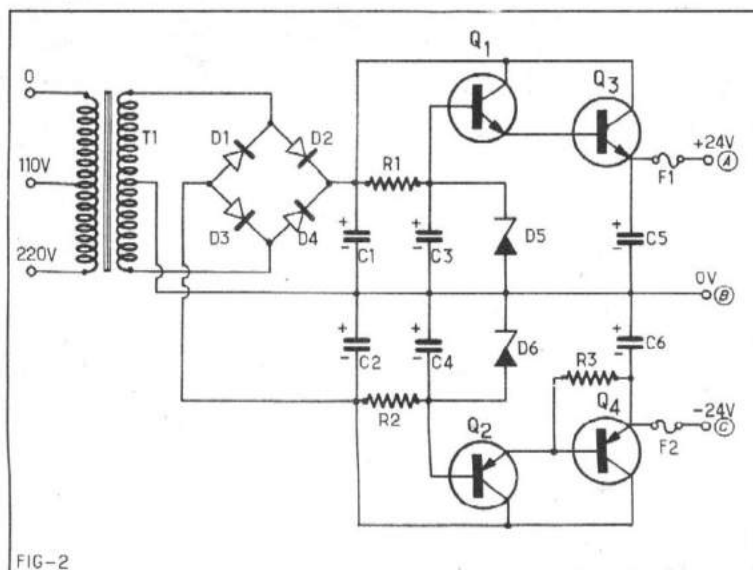 Q1
Q3
0
D1
D2
T1
R1
+24V
A
F1
110V
D3
D4
D5
+
-
C1
+
-
C3
+
-
C5
220V
0V
B
+
-
C2
+
-
C4
D6
+
-
C6
R3
R2
Q4
-24V
C
F2
Q2
FIG-2